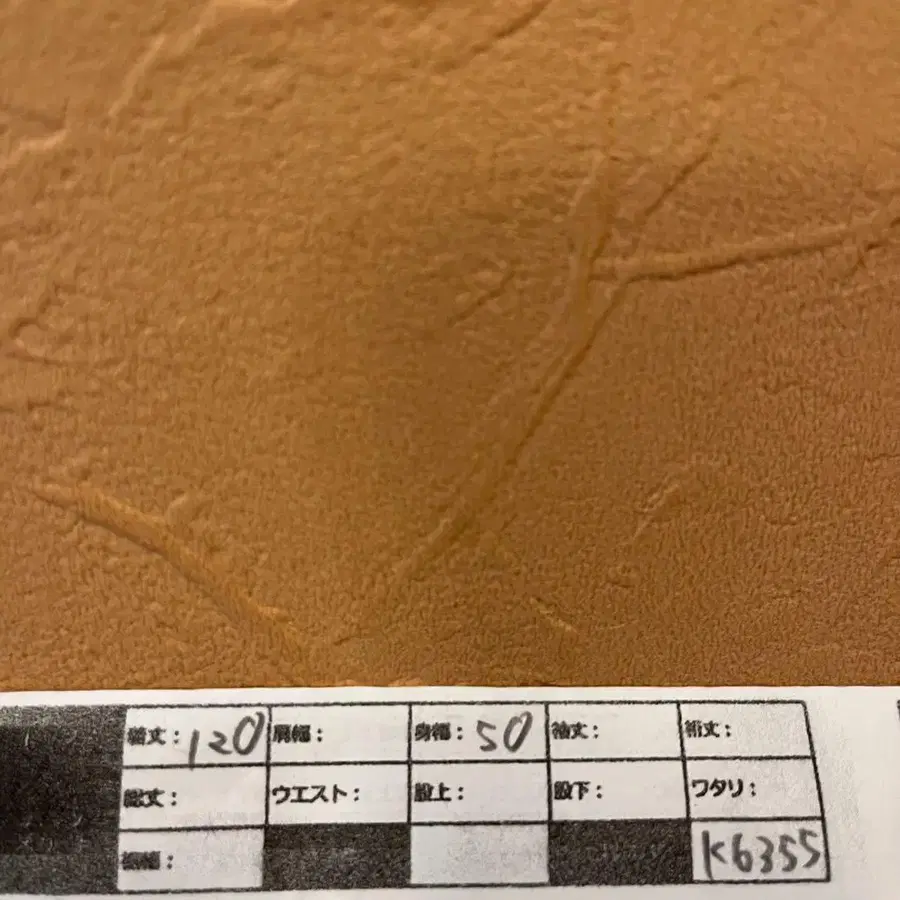 着丈：120 肩幅： 身幅：50 袖丈： 裄丈：
総丈： ウエスト： 股上： 股下： ワタリ：
裾幅： K6355